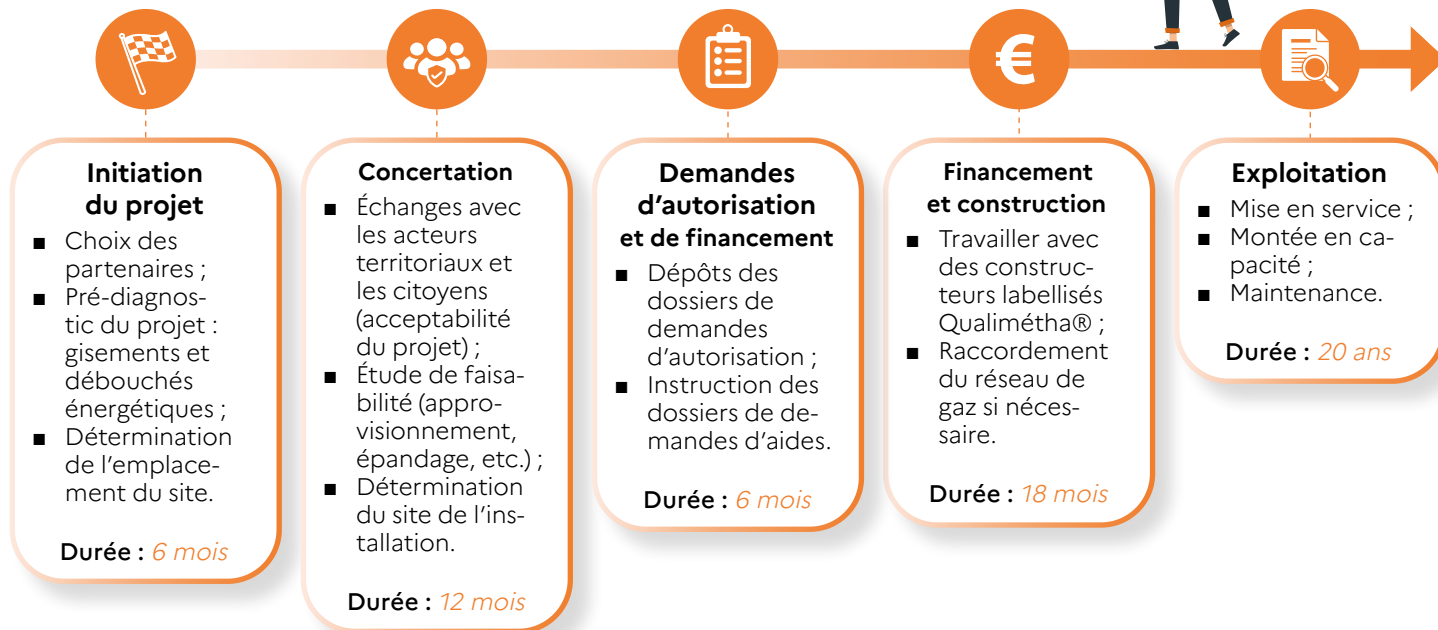 €
Initiation
du projet
■ Choix des
partenaires ;
■ Pré-diagnos-
tic du projet :
gisements et
débouchés
énergétiques ;
■ Détermination
de l'emplace-
ment du site.
Durée : 6 mois
Concertation
■ Échanges avec
les acteurs
territoriaux et
les citoyens
(acceptabilité
du projet) ;
■ Étude de faisa-
bilité (appro-
visionnement,
épandage, etc.) ;
■ Détermination
du site de l'ins-
tallation.
Durée : 12 mois
Demandes
d'autorisation
et de financement
■ Dépôts des
dossiers de
demandes
d'autorisation ;
■ Instruction des
dossiers de de-
mandes d'aides.
Durée : 6 mois
Financement
et construction
■ Travailler avec
des construc-
teurs labellisés
Qualimétha® ;
■ Raccordement
du réseau de
gaz si néces-
saire.
Durée : 18 mois
Exploitation
■ Mise en service ;
■ Montée en ca-
pacité ;
■ Maintenance.
Durée : 20 ans